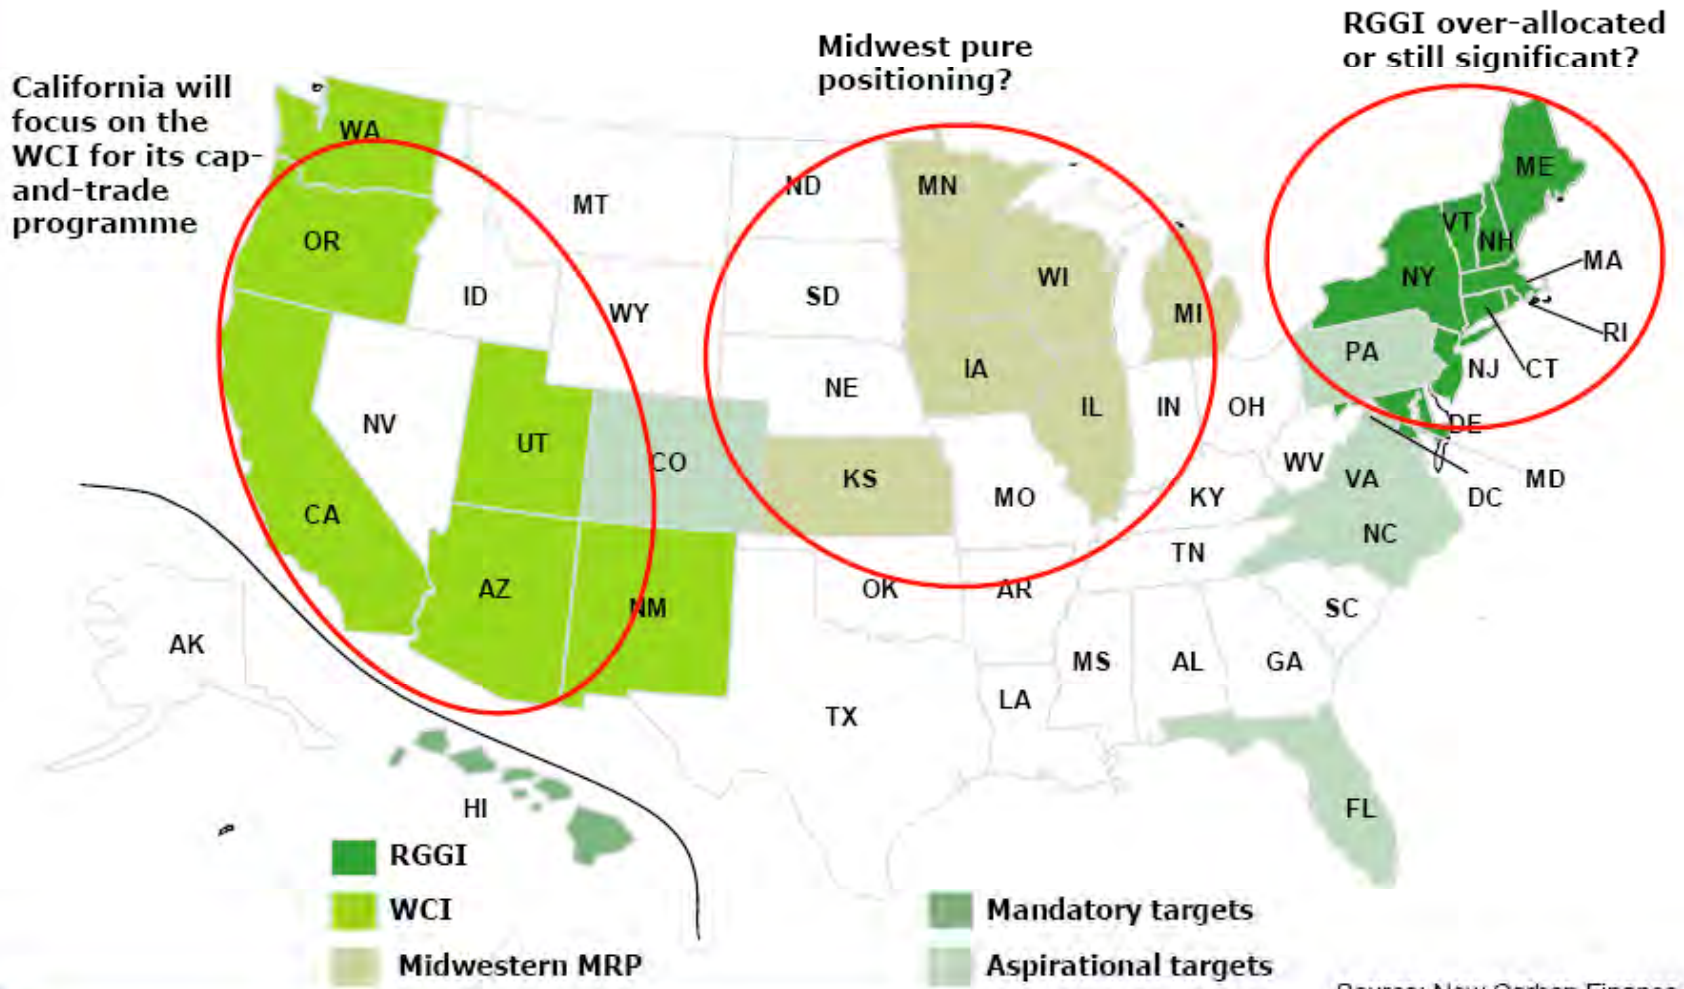 California will
focus on the
WCI for its cap-
and-trade
programme
Midwest pure
positioning?
RGGI over-allocated
or still significant?
WA
OR
CA
ID
NV
UT
AZ
MT
WY
CO
NM
ND
SD
NE
KS
OK
TX
MN
IA
MO
AR
LA
WI
IL
MI
IN
OH
KY
TN
MS
AL
GA
SC
NC
VA
WV
FL
PA
NY
VT
NH
ME
MA
RI
CT
NJ
DE
MD
DC
AK
HI
RGGI
WCI
Midwestern MRP
Mandatory targets
Aspirational targets
Source: New Carbon Finance